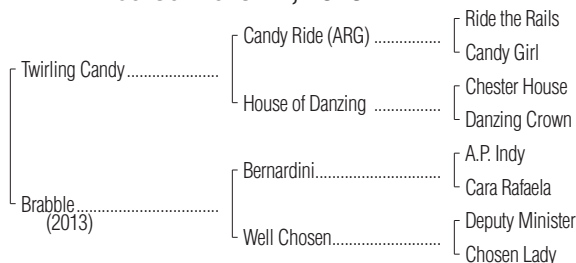 Ride the Rails
Candy Ride (ARG) ................
Candy Girl
Twirling Candy ......................
Chester House
House of Danzing ................
Danzing Crown
A.P. Indy
Bernardini..............................
Cara Rafaela
Brabble...................................
(2013)
Deputy Minister
Well Chosen..........................
Chosen Lady